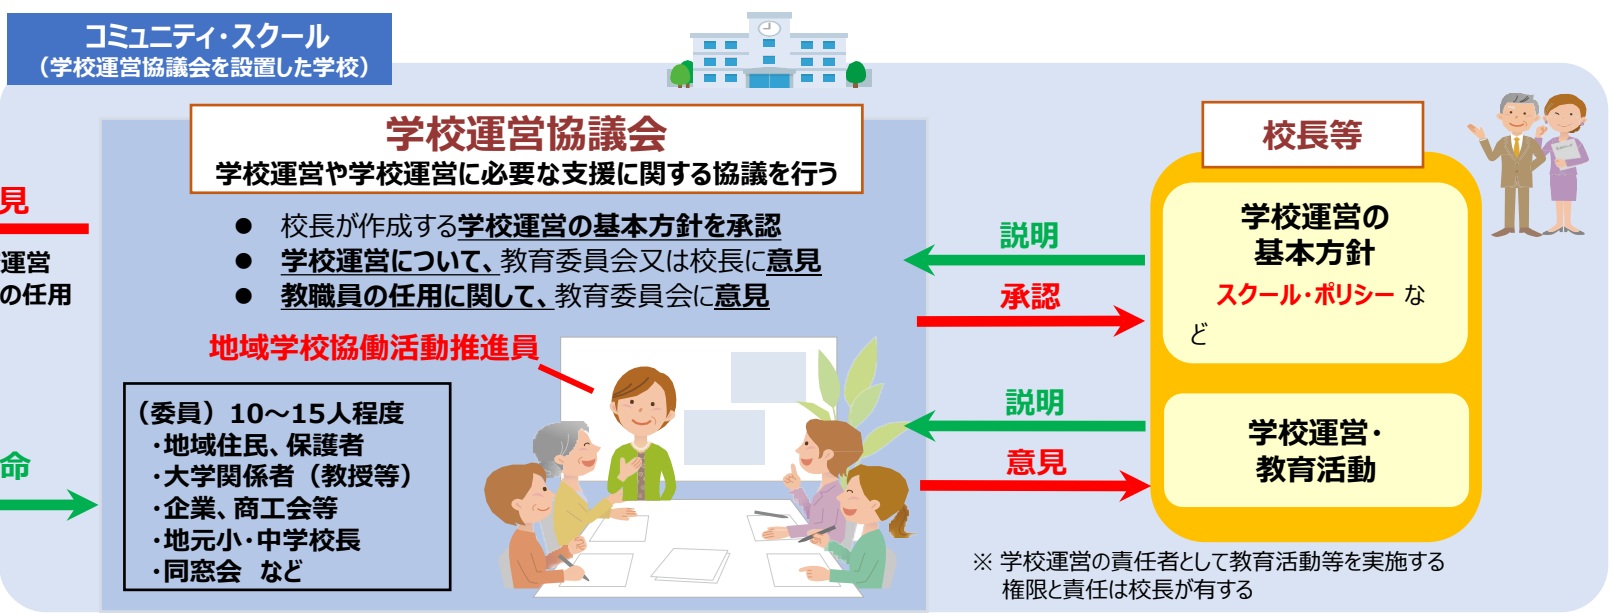 コミュニティ・スクール
（学校運営協議会を設置した学校）
学校運営協議会
学校運営や学校運営に必要な支援に関する協議を行う
● 校長が作成する学校運営の基本方針を承認
● 学校運営について、教育委員会又は校長に意見
● 教職員の任用に関して、教育委員会に意見
見
運営
の任用
命
地域学校協働活動推進員
（委員）10～15人程度
・地域住民、保護者
・大学関係者（教授等）
・企業、商工会等
・地元小・中学校長
・同窓会 など
説明
承認
説明
意見
校長等
学校運営の
基本方針
スクール・ポリシー な
ど
学校運営・
教育活動
※ 学校運営の責任者として教育活動等を実施する
権限と責任は校長が有する